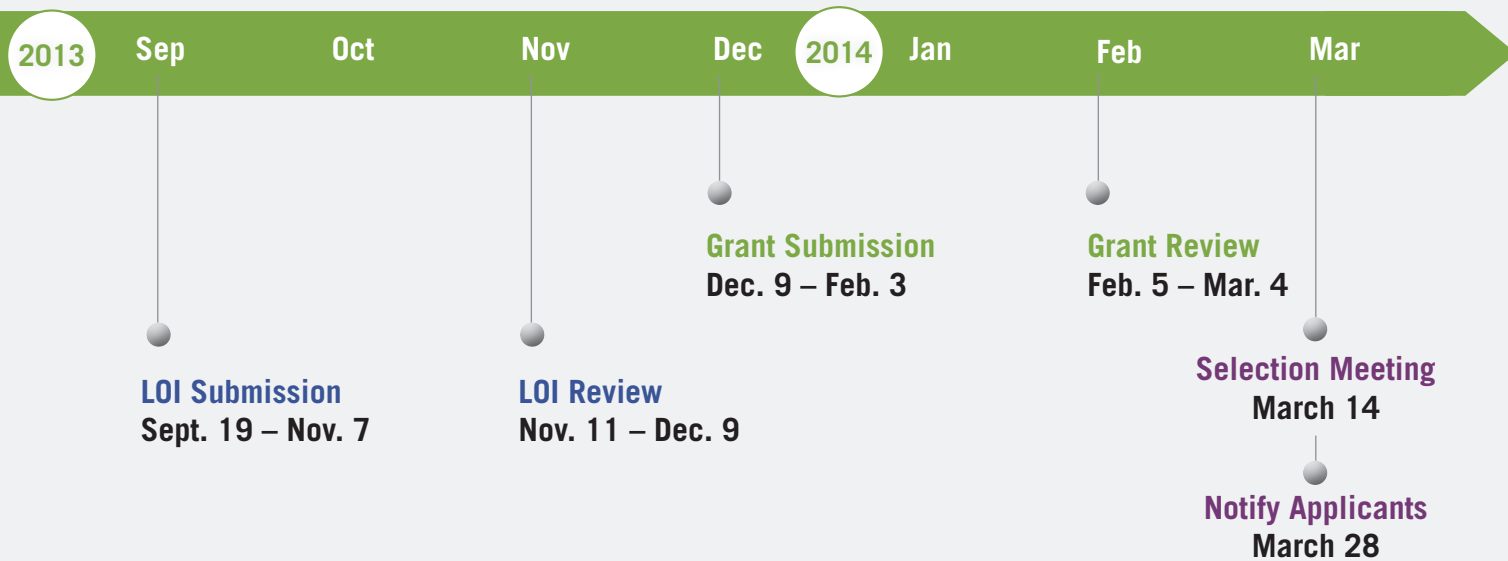 2013 Sep Oct Nov Dec 2014 Jan Feb Mar
Grant Submission
Dec. 9 – Feb. 3
Grant Review
Feb. 5 – Mar. 4
LOI Submission
Sept. 19 – Nov. 7
LOI Review
Nov. 11 – Dec. 9
Selection Meeting
March 14
Notify Applicants
March 28